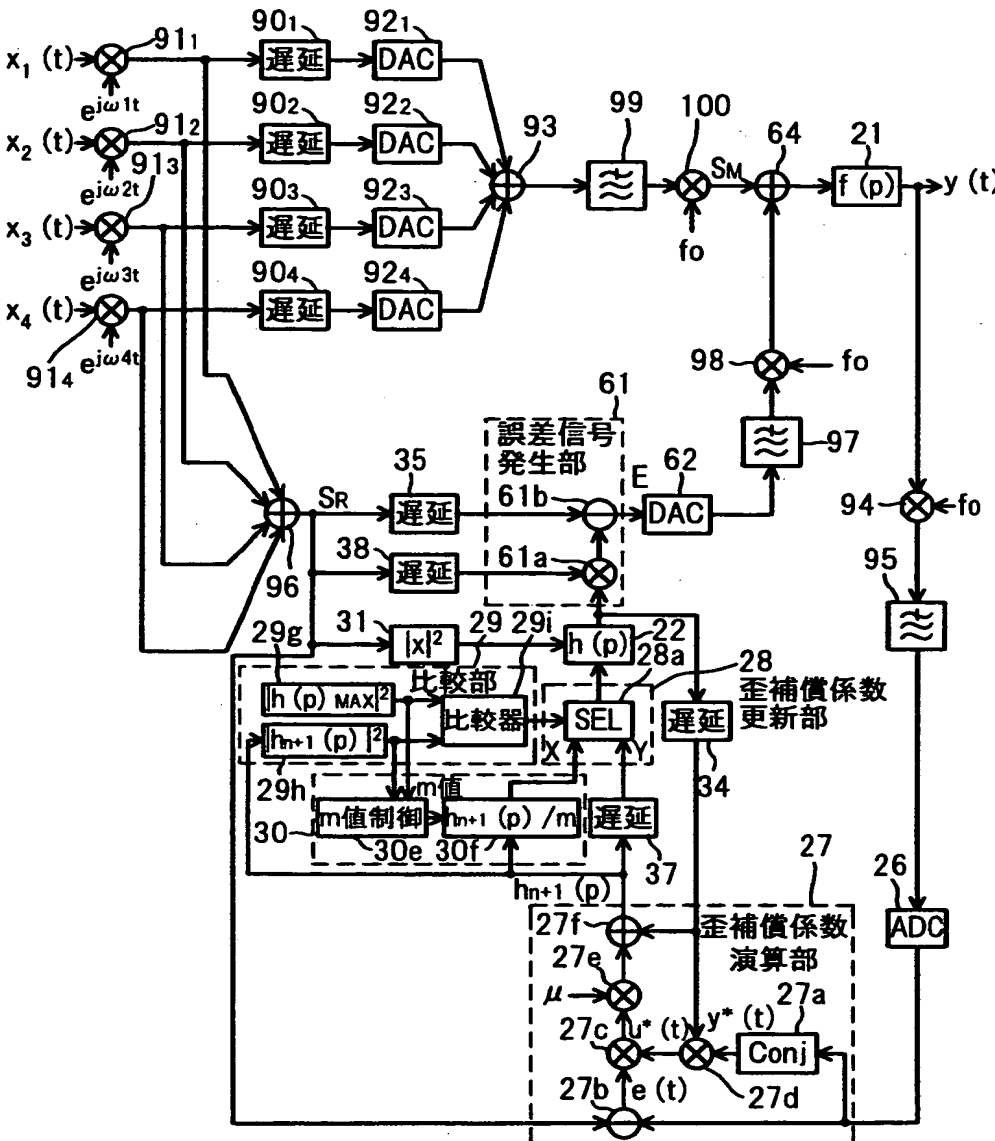 x1 (t)
911
901
遅延
921
DAC
ejω1t
x2 (t)
912
902
遅延
922
DAC
93
99
100
SM
64
21
f (p)
y (t)
ejω2t
913
x3 (t)
903
遅延
923
DAC
fo
ejω3t
x4 (t)
904
遅延
924
DAC
914
ejω4t
98
fo
61
誤差信号
発生部
97
35
E
62
SR
遅延
61b
DAC
94
fo
38
遅延
61a
96
95
29g
31
|x|2
29
29i
h (p)
22
28a
28
比較部
歪補償係数
更新部
|h (p) MAX|2
比較器
SEL
遅延
|hn+1 (p) |2
X
Y
34
29h
m値
30
m値制御
hn+1 (p) /m
遅延
30e
30f
37
27
hn+1 (p)
26
ADC
27f
歪補償係数
演算部
27e
μ
27a
y* (t)
27c
u* (t)
Conj
27b
e (t)
27d